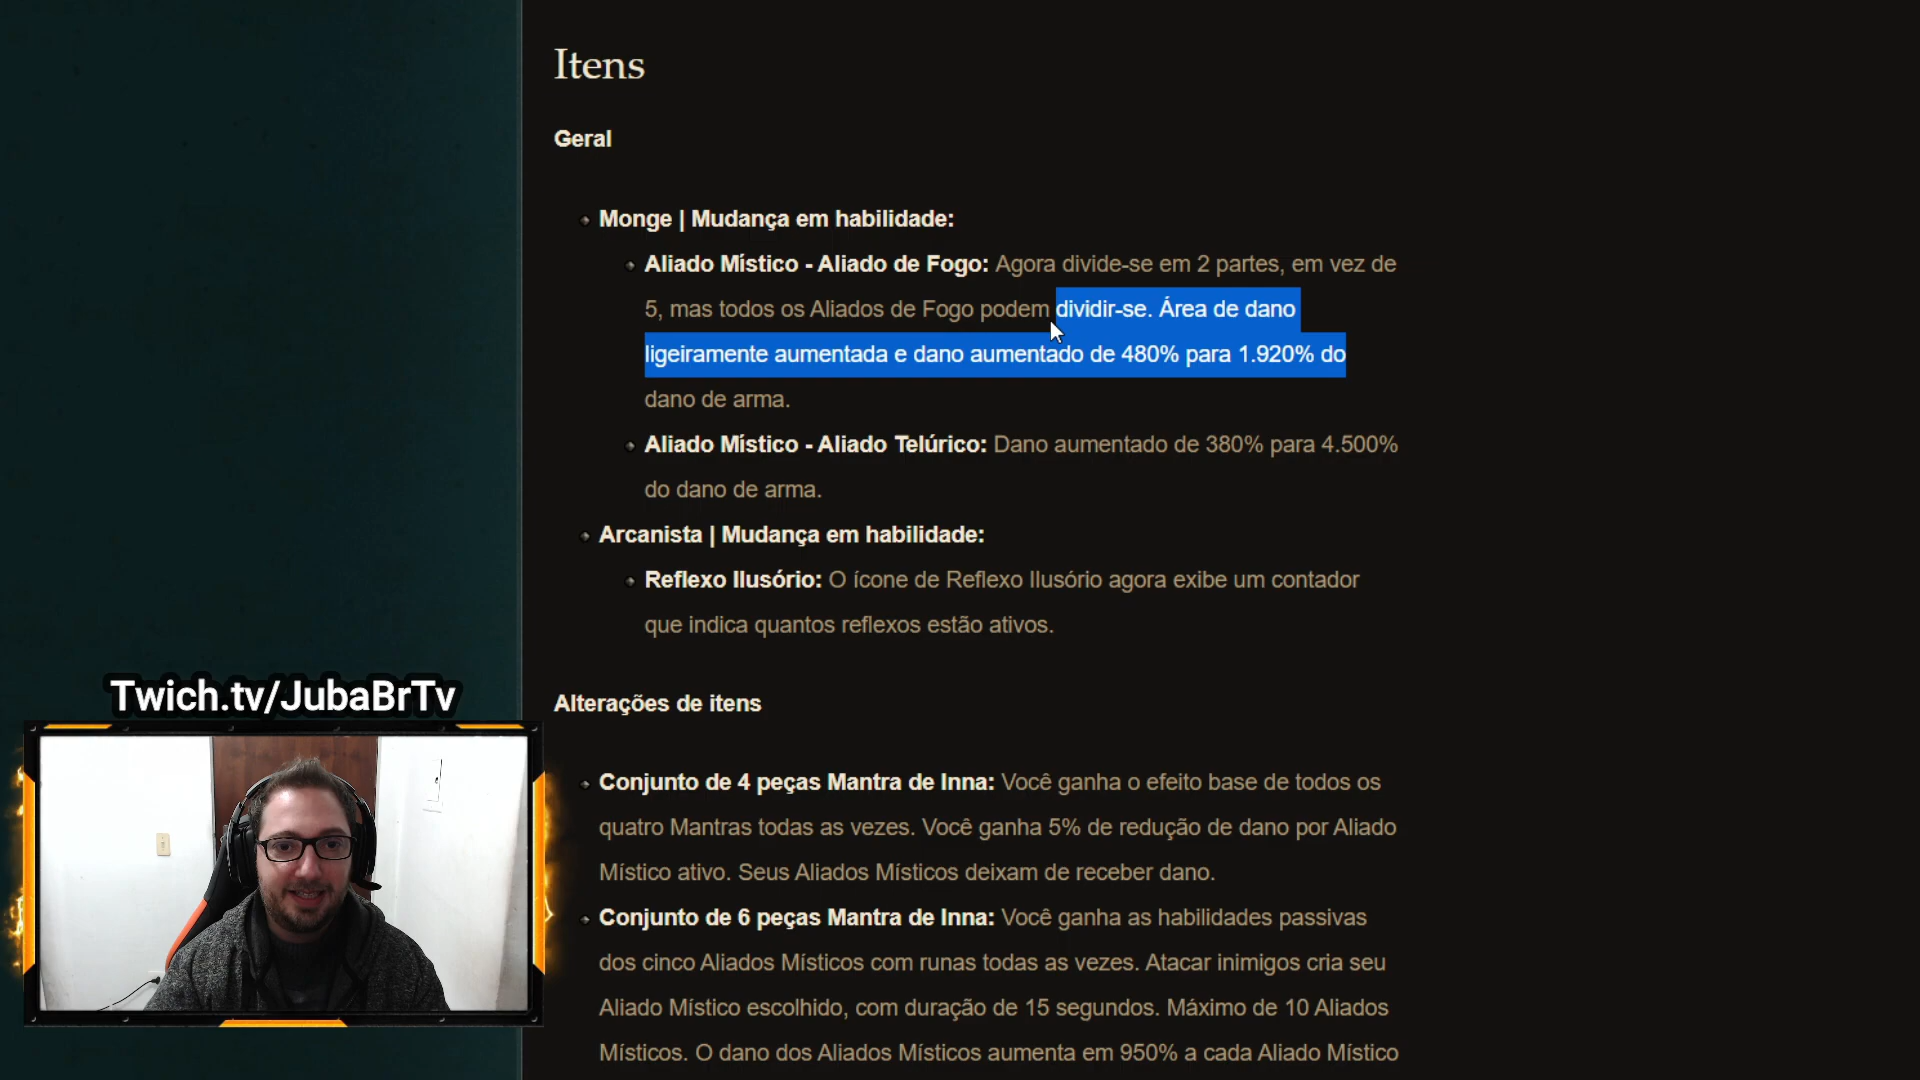 Itens
Geral
Monge | Mudança em habilidade:
Aliado Místico - Aliado de Fogo: Agora divide-se em 2 partes, em vez de
5, mas todos os Aliados de Fogo podem dividir-se. Área de dano
ligeiramente aumentada e dano aumentado de 480% para 1.920% do
dano de arma.
Aliado Místico - Aliado Telúrico: Dano aumentado de 380% para 4.500%
do dano de arma.
Arcanista | Mudança em habilidade:
Reflexo Ilusório: O ícone de Reflexo Ilusório agora exibe um contador
que indica quantos reflexos estão ativos.
Alterações de itens
Conjunto de 4 peças Mantra de Inna: Você ganha o efeito base de todos os
quatro Mantras todas as vezes. Você ganha 5% de redução de dano por Aliado
Místico ativo. Seus Aliados Místicos deixam de receber dano.
Conjunto de 6 peças Mantra de Inna: Você ganha as habilidades passivas
dos cinco Aliados Místicos com runas todas as vezes. Atacar inimigos cria seu
Aliado Místico escolhido, com duração de 15 segundos. Máximo de 10 Aliados
Místicos. O dano dos Aliados Místicos aumenta em 950% a cada Aliado Místico
Twich.tv/JubaBrTv